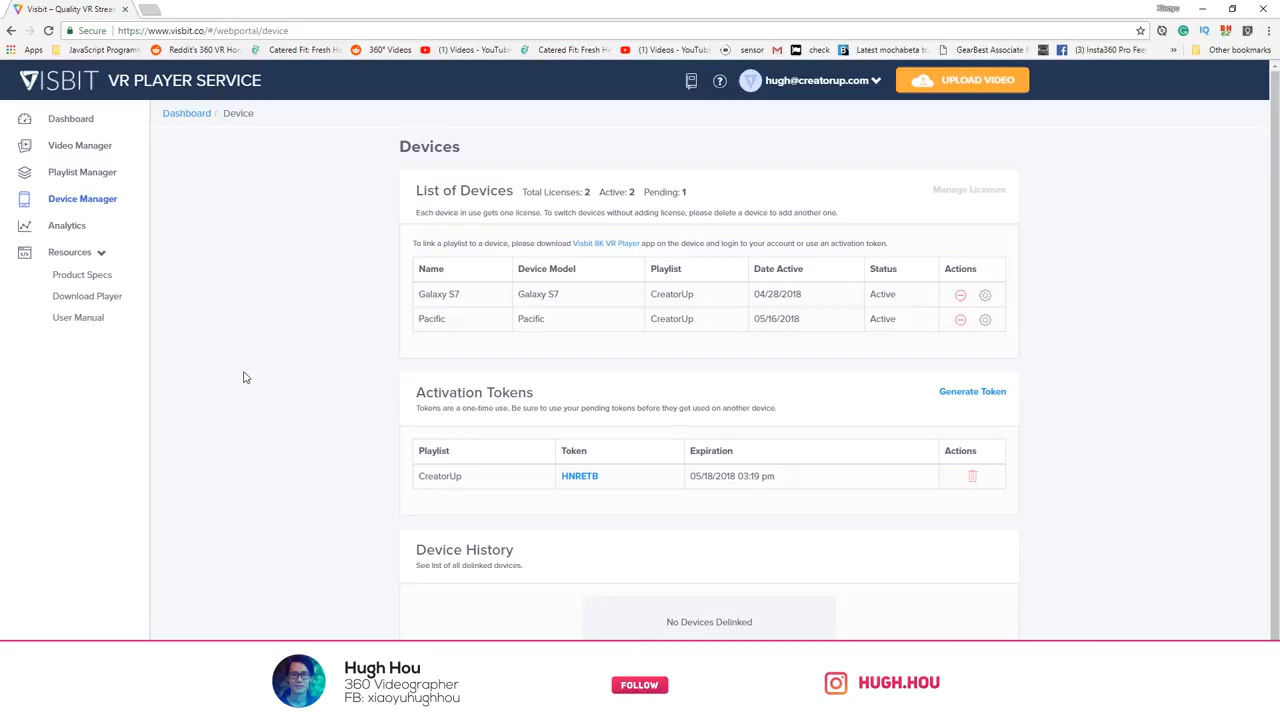 Visbit – Quality VR Stream
Secure https://www.visbit.co/#/webportal/device
Apps JavaScript Program Reddit's 360 VR Ho Catered Fit: Fresh H 360° Videos (1) Videos - YouTub Catered Fit: Fresh H (1) Videos - YouTub sensor check Latest mochabeta GearBest Associate (3) Insta360 Pro Fee » Other bookmarks
VISBIT VR PLAYER SERVICE hugh@creatorup.com UPLOAD VIDEO
Dashboard
Video Manager
Playlist Manager
Device Manager
Analytics
Resources
Product Specs
Download Player
User Manual
Dashboard / Device
Devices
List of Devices Total Licenses: 2 Active: 2 Pending: 1 Manage Licenses
Each device in use gets one license. To switch devices without adding license, please delete a device to add another one.
To link a playlist to a device, please download Visbit 8K VR Player app on the device and login to your account or use an activation token.
Name Device Model Playlist Date Active Status Actions
Galaxy S7 Galaxy S7 CreatorUp 04/28/2018 Active
Pacific Pacific CreatorUp 05/16/2018 Active
Activation Tokens Generate Token
Tokens are a one-time use. Be sure to use your pending tokens before they get used on another device.
Playlist Token Expiration Actions
CreatorUp HNRETB 05/18/2018 03:19 pm
Device History
See list of all delinked devices.
No Devices Delinked
Hugh Hou
360 Videographer
FB: xiaoyuhughhou
FOLLOW
HUGH.HOU